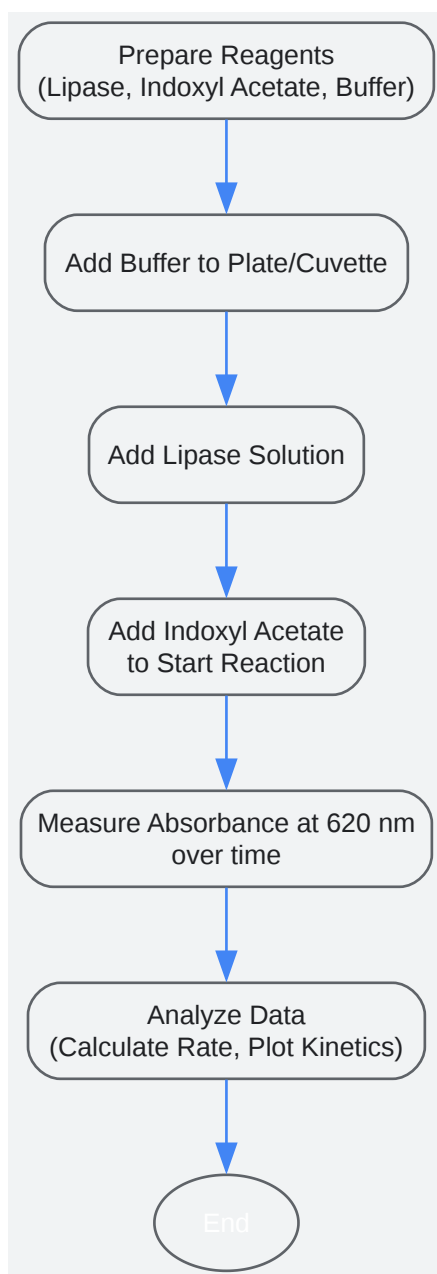 Prepare Reagents
(Lipase, Indoxyl Acetate, Buffer)
Add Buffer to Plate/Cuvette
Add Lipase Solution
Add Indoxyl Acetate
to Start Reaction
Measure Absorbance at 620 nm
over time
Analyze Data
(Calculate Rate, Plot Kinetics)
End